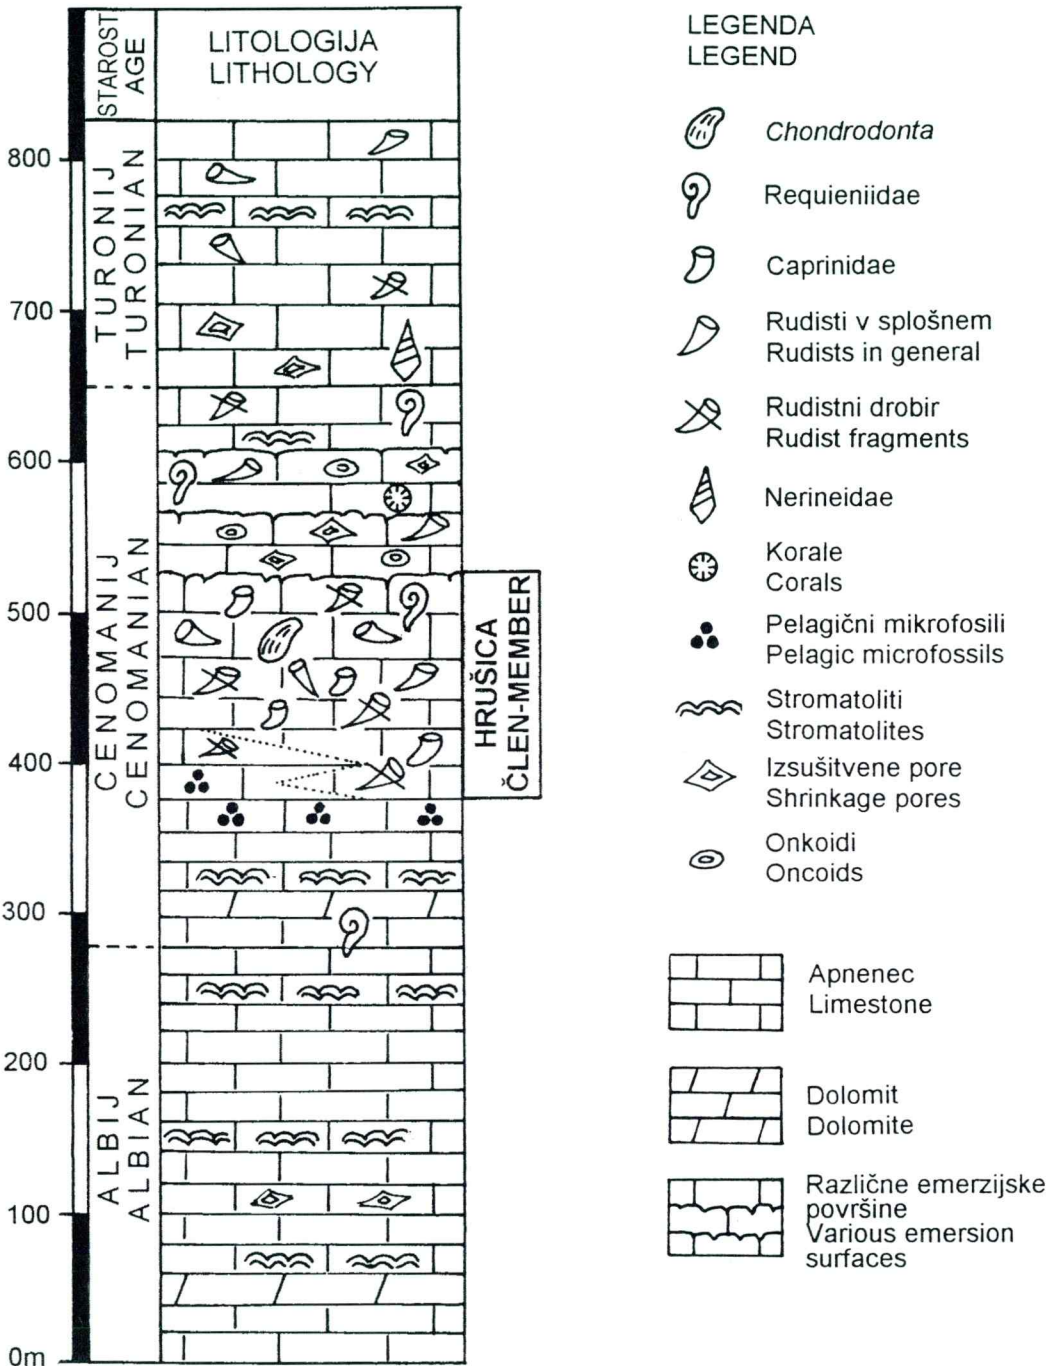 STAROST
AGE
LITOLOGIJA
LITHOLOGY
800
700
600
500
400
300
200
100
0m
TURONIJ
TURONIAN
CENOMANIJ
CENOMANIAN
ALBIJ
ALBIAN
HRUŠICA
ČLEN-MEMBER
LEGENDA
LEGEND
Chondrodonta
Requieniidae
Caprinidae
Rudisti v splošnem
Rudists in general
Rudistni drobir
Rudist fragments
Nerineidae
Korale
Corals
Pelagični mikrofosili
Pelagic microfossils
Stromatoliti
Stromatolites
Izsušitvene pore
Shrinkage pores
Onkoidi
Oncoids
Apnenec
Limestone
Dolomit
Dolomite
Različne emerzijske
površine
Various emersion
surfaces